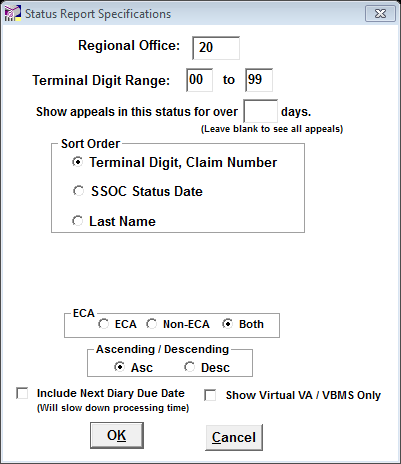 Status Report Specifications
Regional Office: 20
Terminal Digit Range: 00 to 99
Show appeals in this status for over days.
(Leave blank to see all appeals)
Sort Order
Terminal Digit, Claim Number
SSOC Status Date
Last Name
ECA
ECA Non-ECA Both
Ascending / Descending
Asc Desc
Include Next Diary Due Date Show Virtual VA / VBMS Only
(Will slow down processing time)
OK Cancel